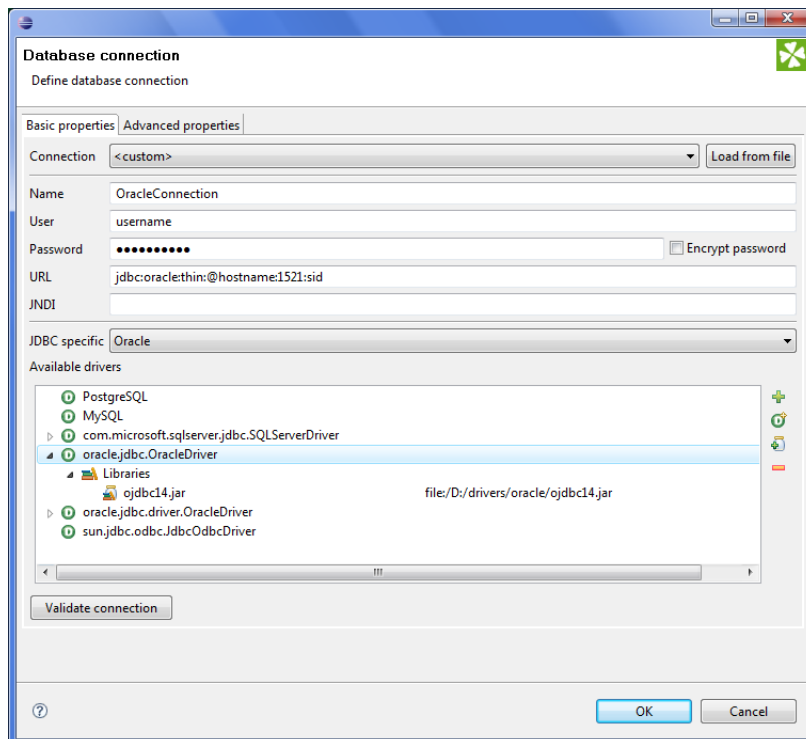 Database connection
Define database connection
Basic properties Advanced properties
Connection <custom> Load from file
Name OracleConnection
User username
Password ●●●●●●●●●● Encrypt password
URL jdbc:oracle:thin:@hostname:1521:sid
JNDI
JDBC specific Oracle
Available drivers
PostgreSQL
MySQL
com.microsoft.sqlserver.jdbc.SQLServerDriver
oracle.jdbc.OracleDriver
Libraries
ojdbc14.jar file:/D:/drivers/oracle/ojdbc14.jar
oracle.jdbc.driver.OracleDriver
sun.jdbc.odbc.JdbcOdbcDriver
Validate connection
OK Cancel